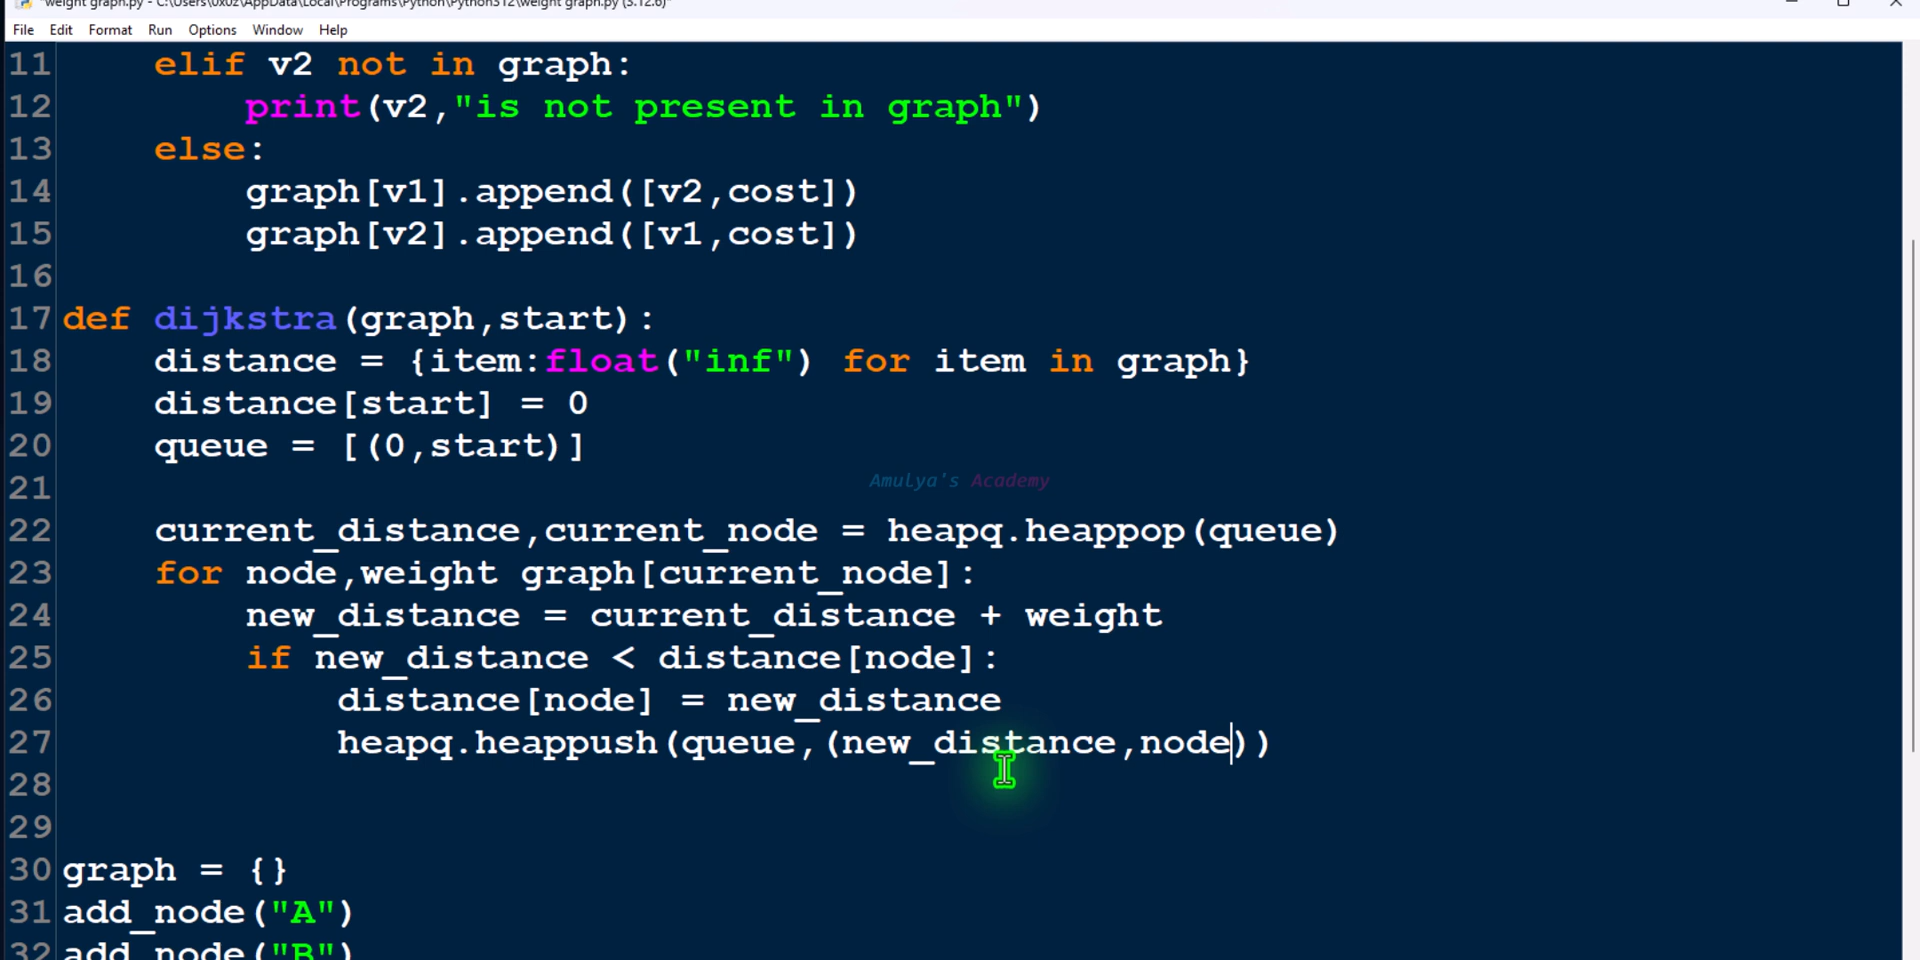 *weight graph.py - C:\Users\0x0z\AppData\Local\Programs\Python\Python312\weight graph.py (3.12.6)*
File Edit Format Run Options Window Help
11 elif v2 not in graph:
12 print(v2,"is not present in graph")
13 else:
14 graph[v1].append([v2,cost])
15 graph[v2].append([v1,cost])
16
17 def dijkstra(graph,start):
18 distance = {item:float("inf") for item in graph}
19 distance[start] = 0
20 queue = [(0,start)]
Amulya's Academy
21
22 current_distance,current_node = heapq.heappop(queue)
23 for node,weight graph[current_node]:
24 new_distance = current_distance + weight
25 if new_distance < distance[node]:
26 distance[node] = new_distance
27 heapq.heappush(queue,(new_distance,node))
28
29
30 graph = {}
31 add_node("A")
32 add_node("B")